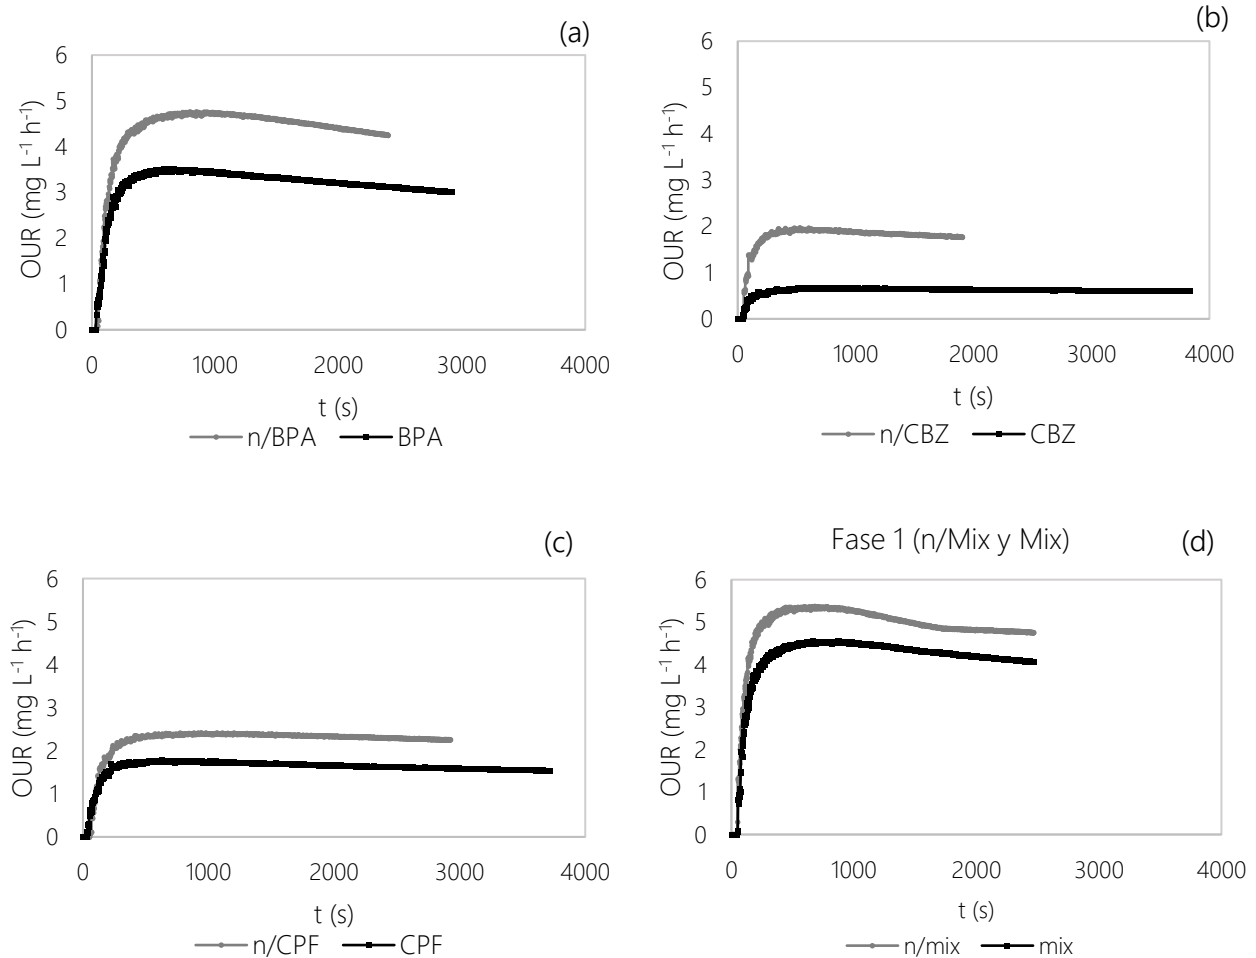 (a)
6
5
4
3
2
1
0
OUR (mg L⁻¹ h⁻¹)
0 1000 2000 3000 4000
t (s)
n/BPA BPA
(b)
6
5
4
3
2
1
0
OUR (mg L⁻¹ h⁻¹)
0 1000 2000 3000 4000
t (s)
n/CBZ CBZ
(c)
6
5
4
3
2
1
0
OUR (mg L⁻¹ h⁻¹)
0 1000 2000 3000 4000
t (s)
n/CPF CPF
Fase 1 (n/Mix y Mix) (d)
6
5
4
3
2
1
0
OUR (mg L⁻¹ h⁻¹)
0 1000 2000 3000 4000
t (s)
n/mix mix